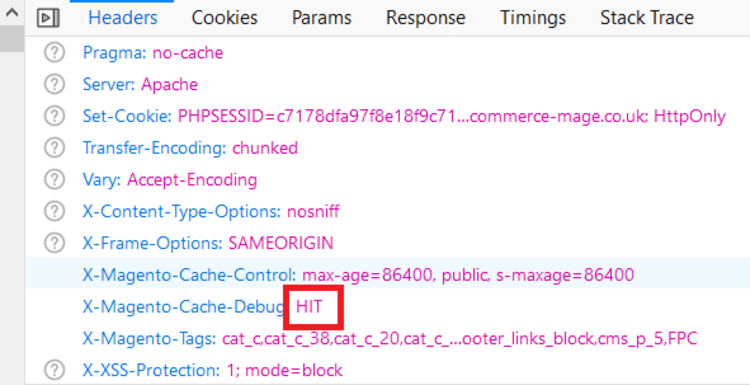 Headers Cookies Params Response Timings Stack Trace
Pragma: no-cache
Server: Apache
Set-Cookie: PHPSESSID=c7178dfa97f8e18f9c71...commerce-mage.co.uk; HttpOnly
Transfer-Encoding: chunked
Vary: Accept-Encoding
X-Content-Type-Options: nosniff
X-Frame-Options: SAMEORIGIN
X-Magento-Cache-Control: max-age=86400, public, s-maxage=86400
X-Magento-Cache-Debug HIT
X-Magento-Tags: cat_c,cat_c_38,cat_c_20,cat_c_...ooter_links_block,cms_p_5,FPC
X-XSS-Protection: 1; mode=block